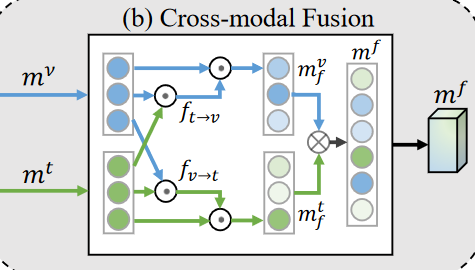 (b) Cross-modal Fusion
m^v
m^t
f_{t→v}
f_{v→t}
m_f^v
m_f^t
m^f
m^f